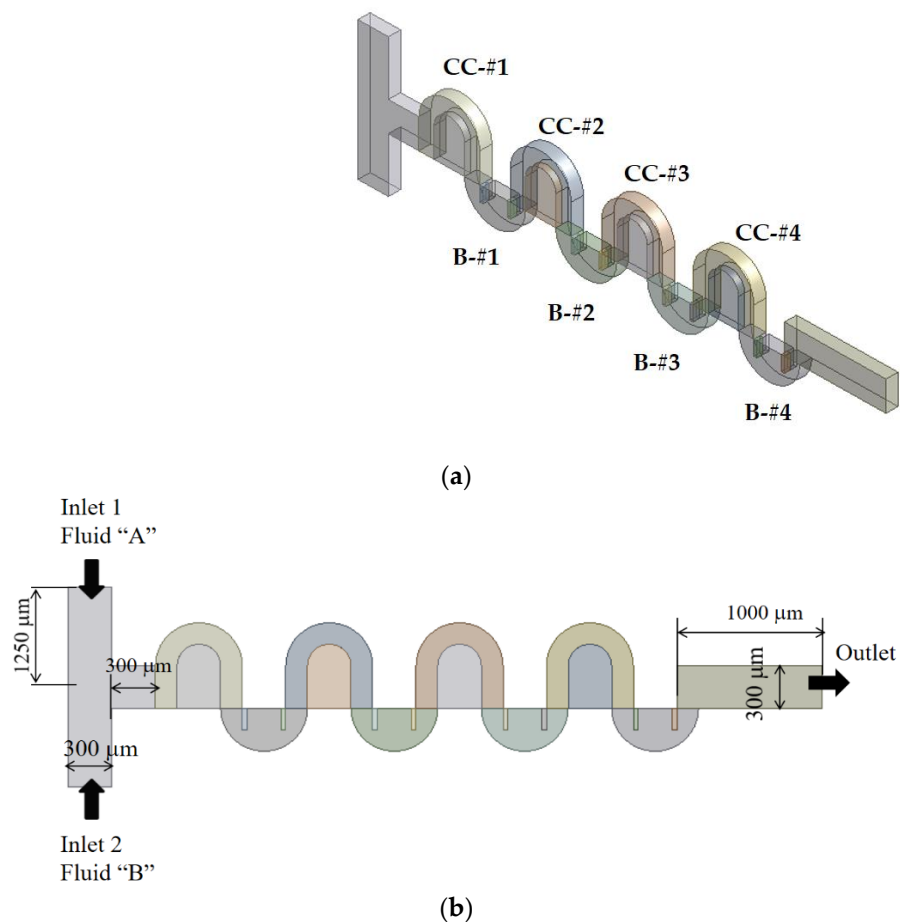 CC-#1
CC-#2
CC-#3
CC-#4
B-#1
B-#2
B-#3
B-#4
(a)
Inlet 1
Fluid “A”
1250 μm
300 μm
300 μm
1000 μm
300 μm
Outlet
Inlet 2
Fluid “B”
(b)